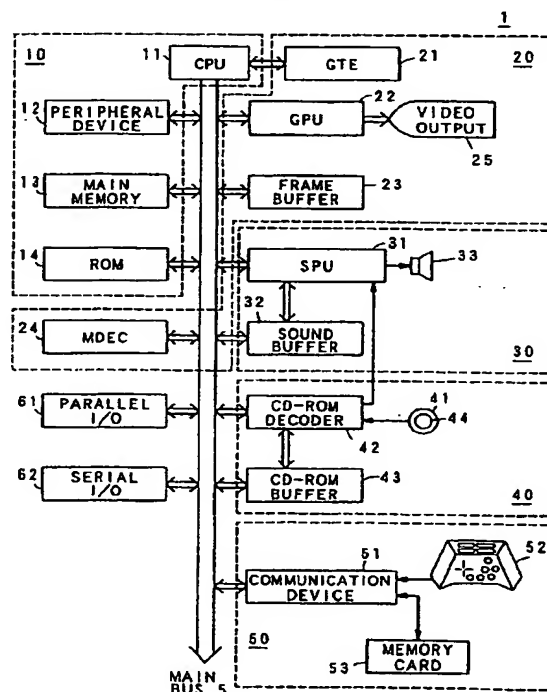 1
10
11
CPU
GTE
21
20
12
PERIPHERAL
DEVICE
GPU
22
VIDEO
OUTPUT
25
13
MAIN
MEMORY
FRAME
BUFFER
23
14
ROM
31
SPU
33
24
MDEC
32
SOUND
BUFFER
30
61
PARALLEL
I/O
CD-ROM
DECODER
42
41
44
62
SERIAL
I/O
CD-ROM
BUFFER
43
40
51
COMMUNICATION
DEVICE
52
50
53
MEMORY
CARD
MAIN
BUS 5